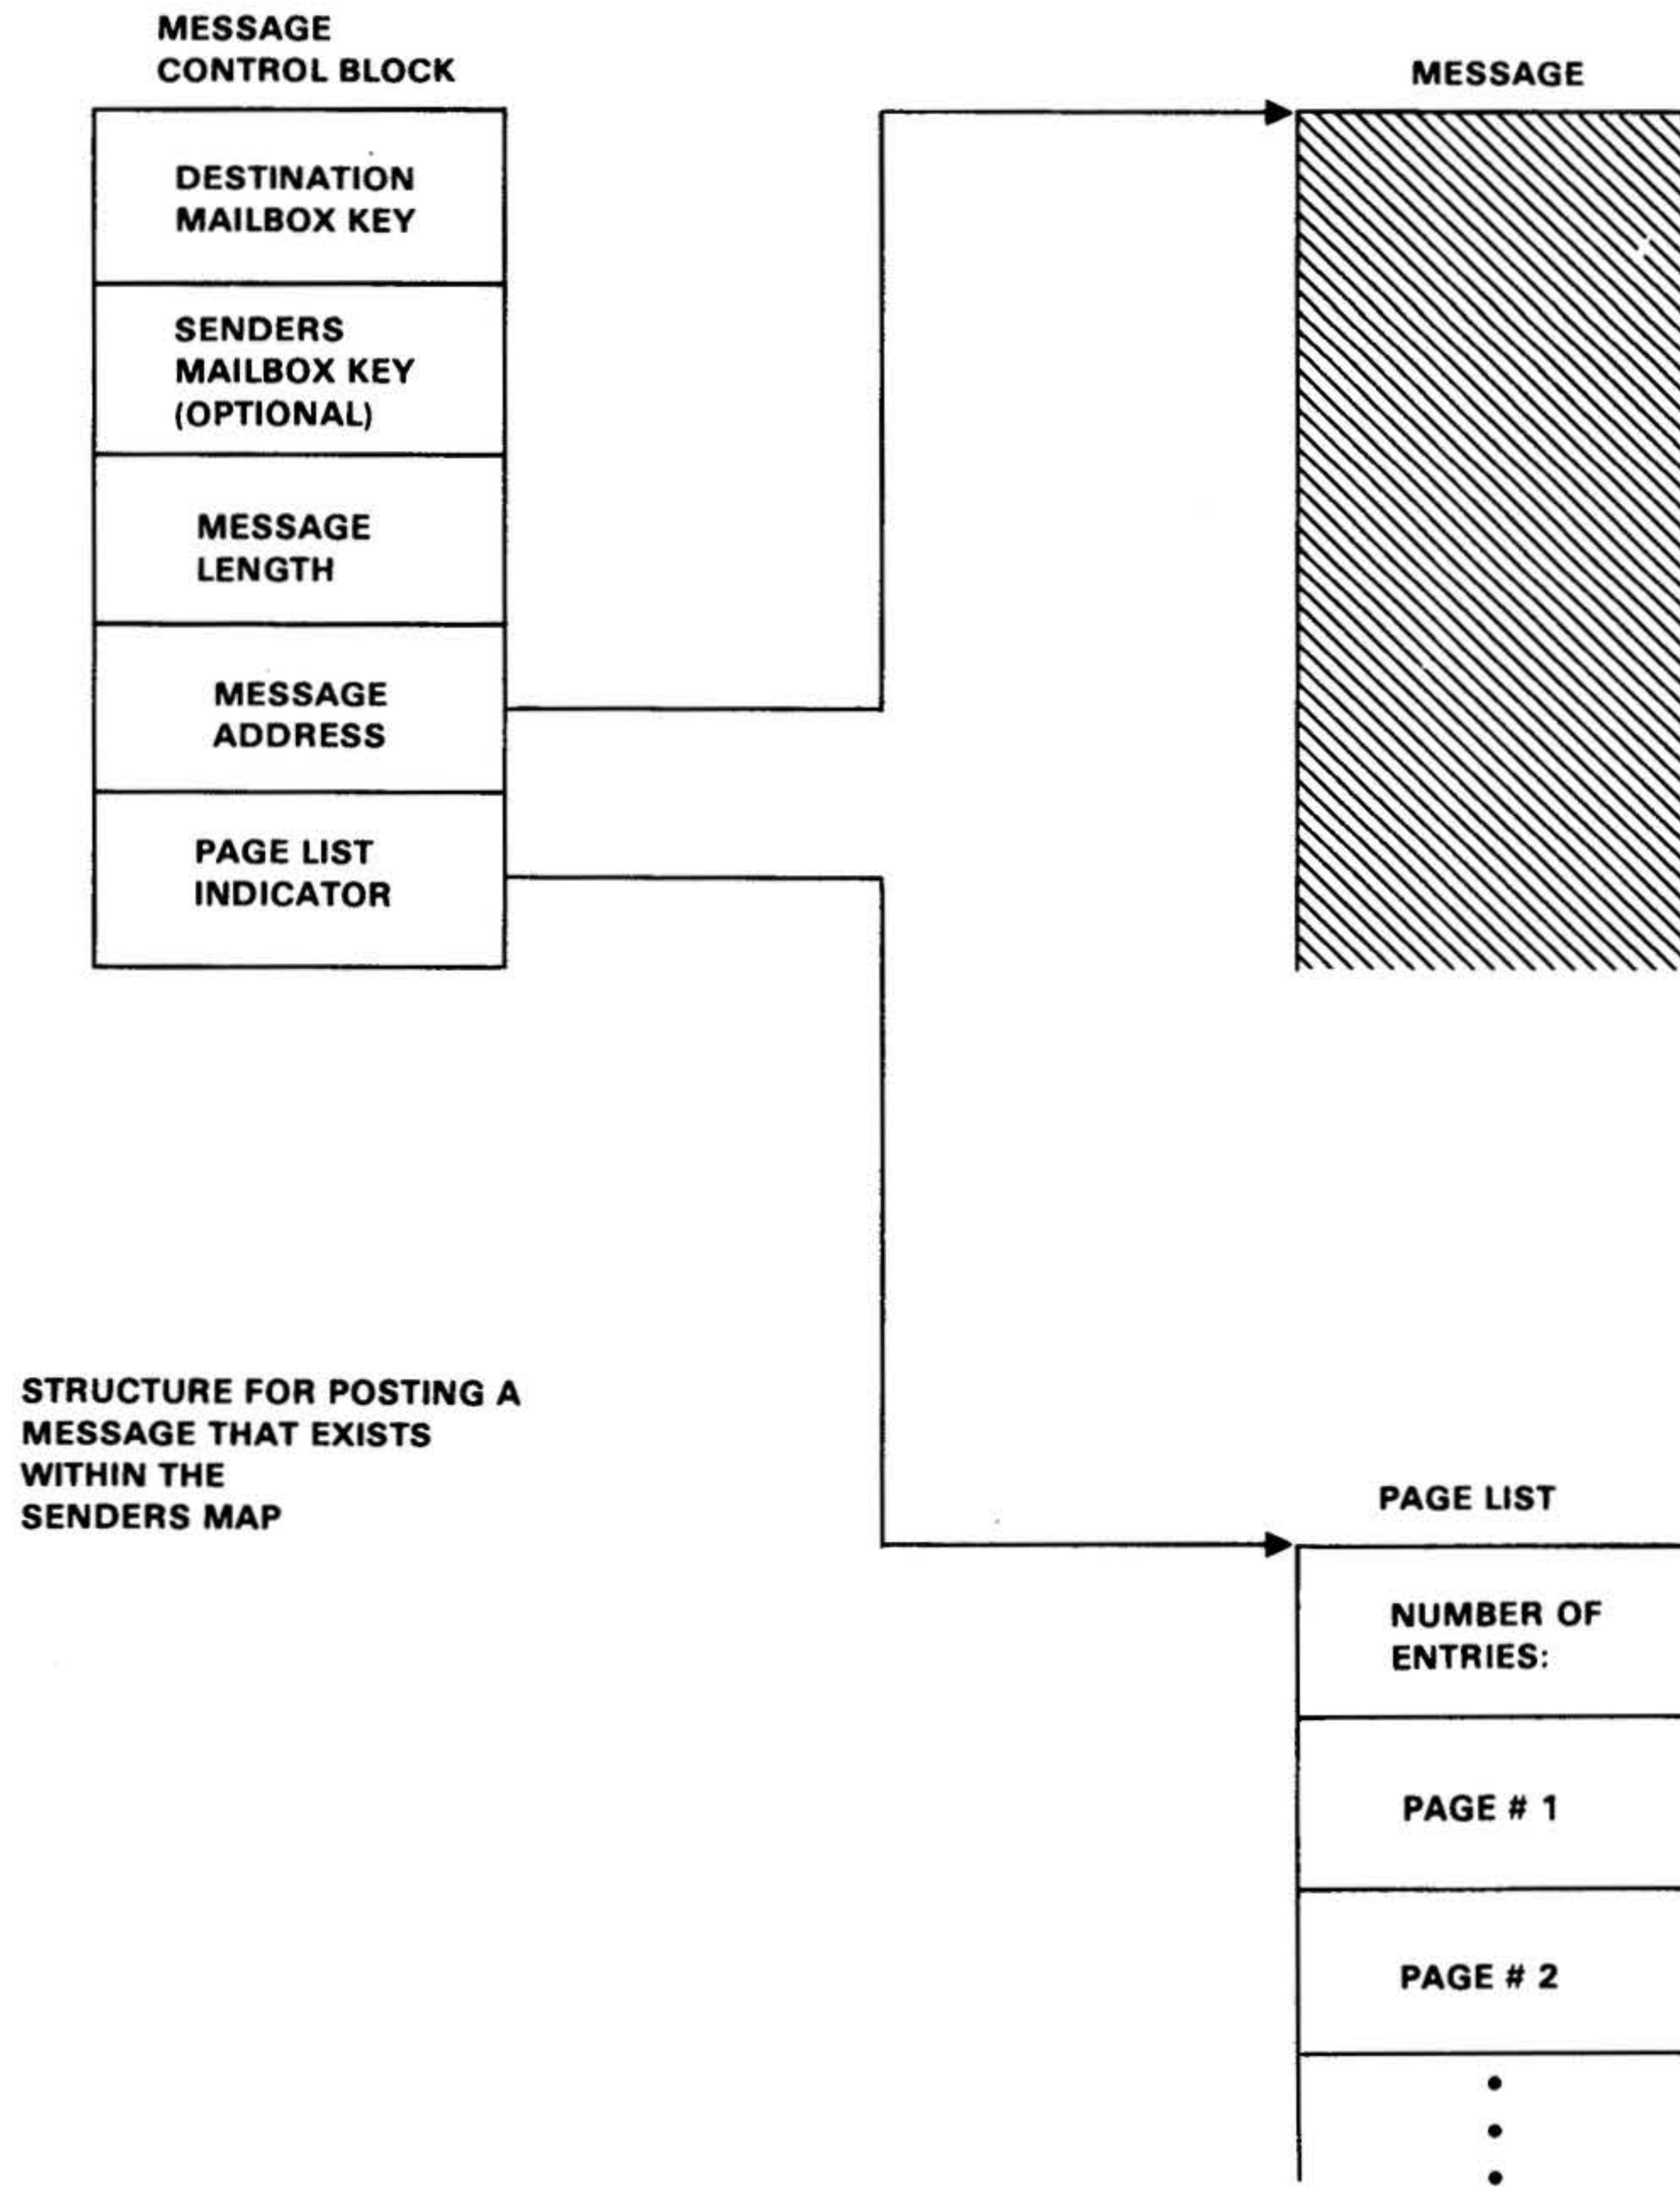 MESSAGE
CONTROL BLOCK
DESTINATION
MAILBOX KEY
SENDERS
MAILBOX KEY
(OPTIONAL)
MESSAGE
LENGTH
MESSAGE
ADDRESS
PAGE LIST
INDICATOR
MESSAGE
STRUCTURE FOR POSTING A
MESSAGE THAT EXISTS
WITHIN THE
SENDERS MAP
PAGE LIST
NUMBER OF
ENTRIES:
PAGE # 1
PAGE # 2